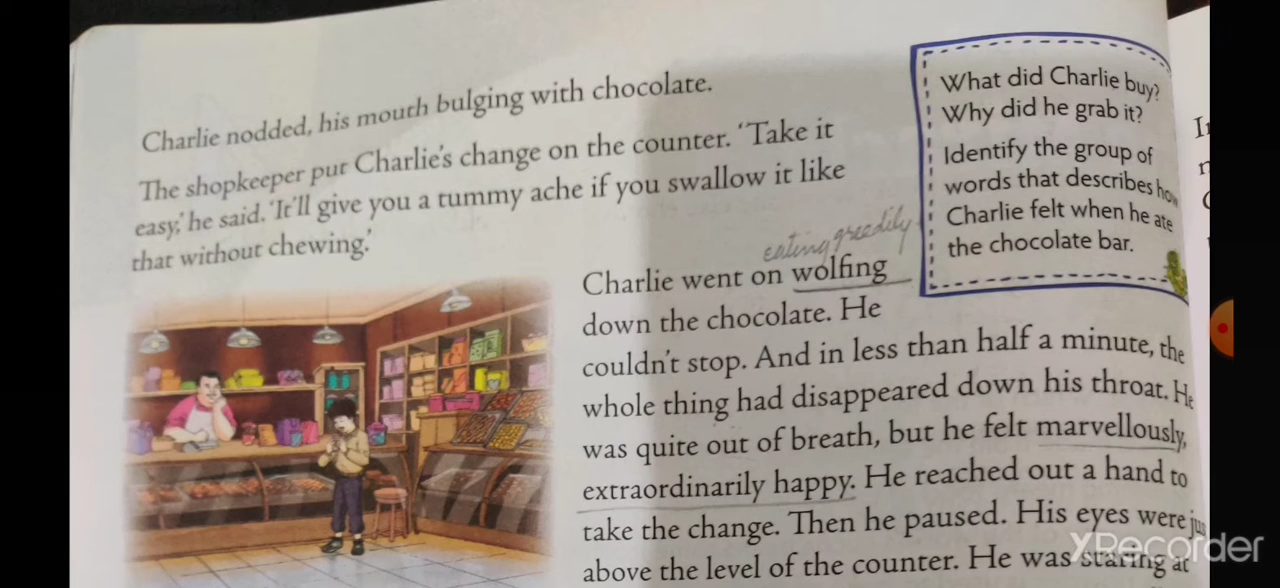 Charlie nodded, his mouth bulging with chocolate.
The shopkeeper put Charlie's change on the counter. 'Take it
easy,' he said. 'It'll give you a tummy ache if you swallow it like
that without chewing.'
What did Charlie buy?
Why did he grab it?
Identify the group of
words that describes how
Charlie felt when he ate
the chocolate bar.
eating greedily
Charlie went on wolfing
down the chocolate. He
couldn't stop. And in less than half a minute, the
whole thing had disappeared down his throat. He
was quite out of breath, but he felt marvellously,
extraordinarily happy. He reached out a hand to
take the change. Then he paused. His eyes were
above the level of the counter. He was staring at
XRecorder